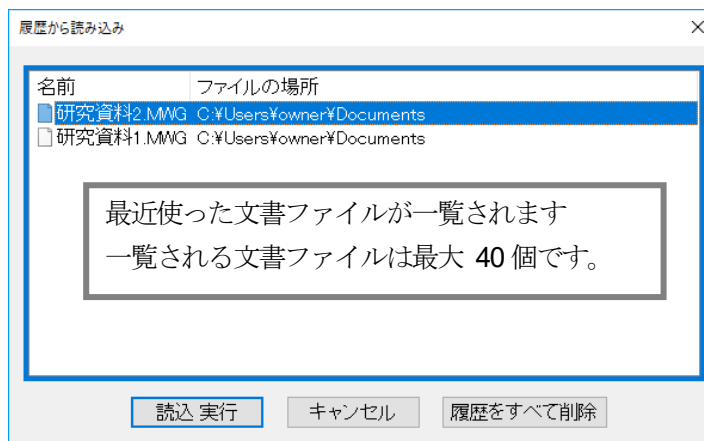 履歴から読み込み
名前 ファイルの場所
研究資料2.MWG C:¥Users¥owner¥Documents
研究資料1.MWG C:¥Users¥owner¥Documents
最近使った文書ファイルが一覧されます
一覧される文書ファイルは最大 40 個です。
読込 実行 キャンセル 履歴をすべて削除